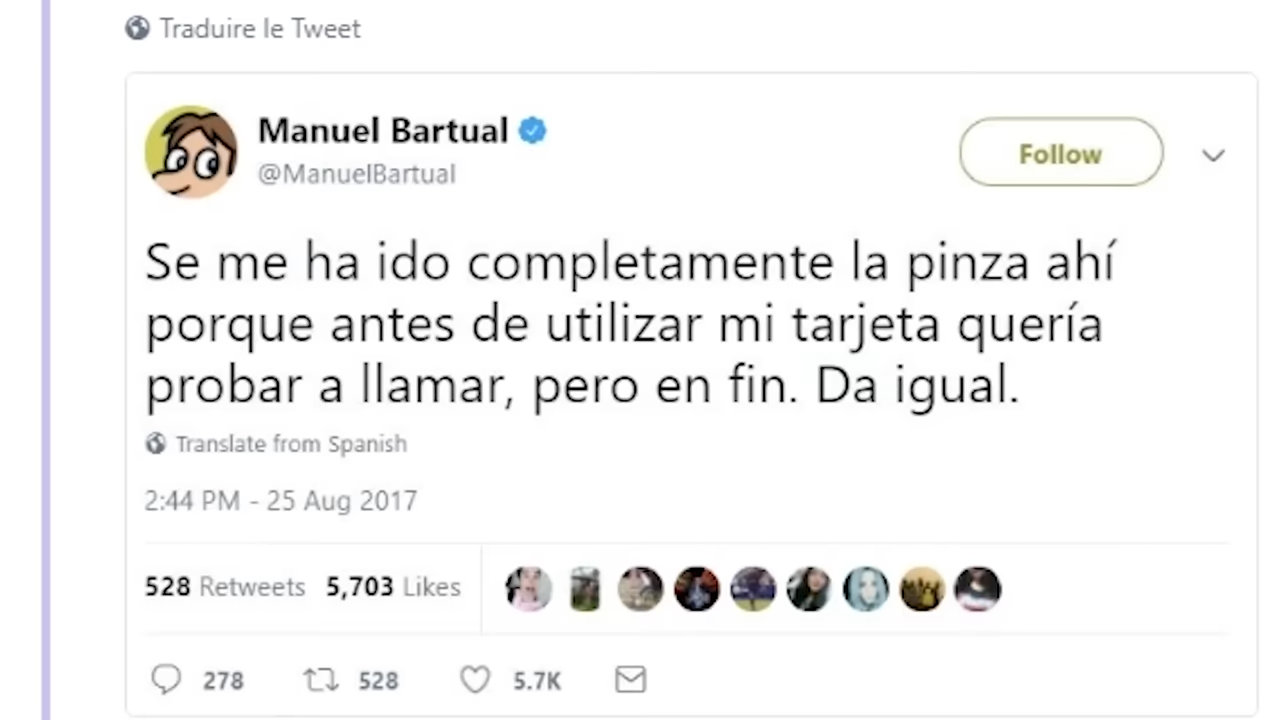 Traduire le Tweet
Manuel Bartual
@ManuelBartual
Follow
Se me ha ido completamente la pinza ahí
porque antes de utilizar mi tarjeta quería
probar a llamar, pero en fin. Da igual.
Translate from Spanish
2:44 PM - 25 Aug 2017
528 Retweets 5,703 Likes
278 528 5.7K